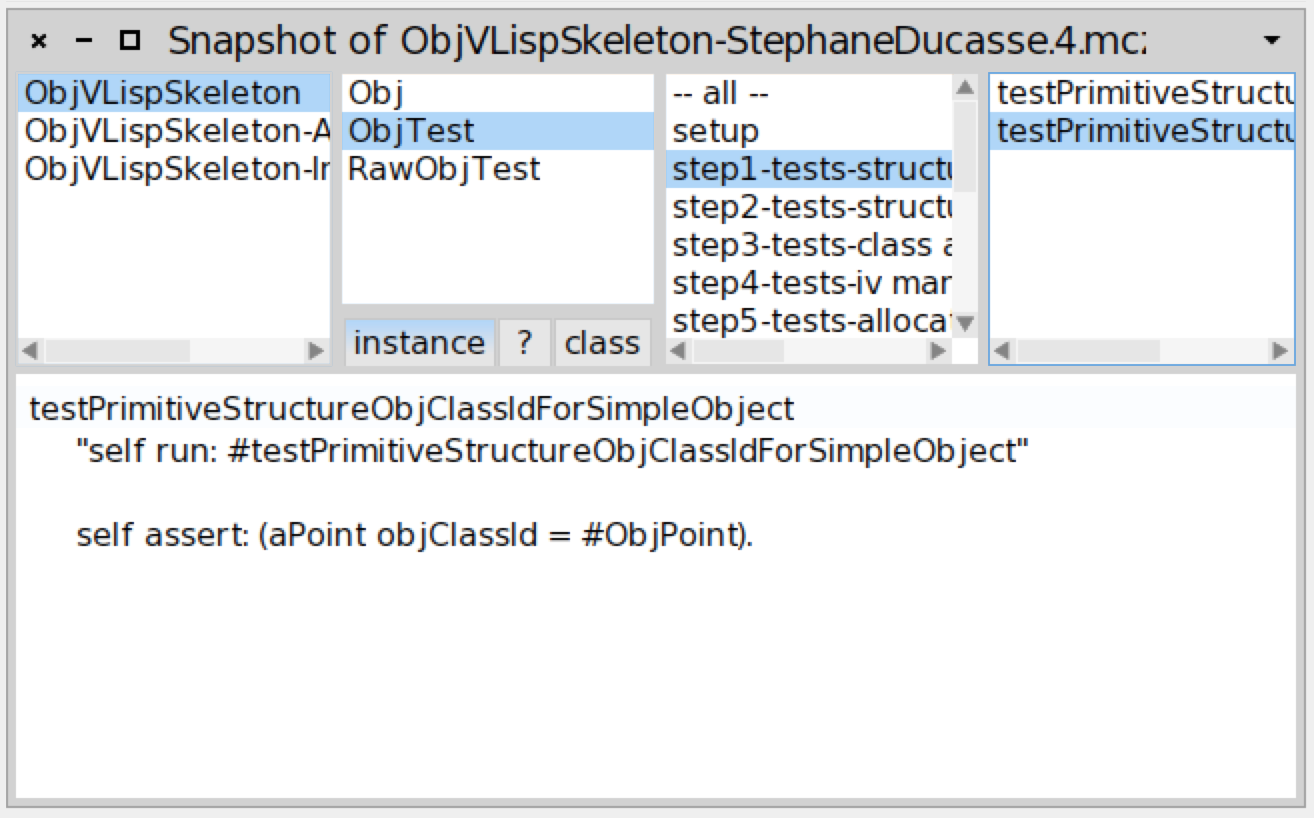 Snapshot of ObjVLispSkeleton-StephaneDucasse.4.mcz
ObjVLispSkeleton
ObjVLispSkeleton-A
ObjVLispSkeleton-In
Obj
ObjTest
RawObjTest
instance
?
class
-- all --
setup
step1-tests-structu
step2-tests-structu
step3-tests-class a
step4-tests-iv man
step5-tests-allocat
testPrimitiveStructu
testPrimitiveStructu
testPrimitiveStructureObjClassIdForSimpleObject
"self run: #testPrimitiveStructureObjClassIdForSimpleObject"
self assert: (aPoint objClassId = #ObjPoint).